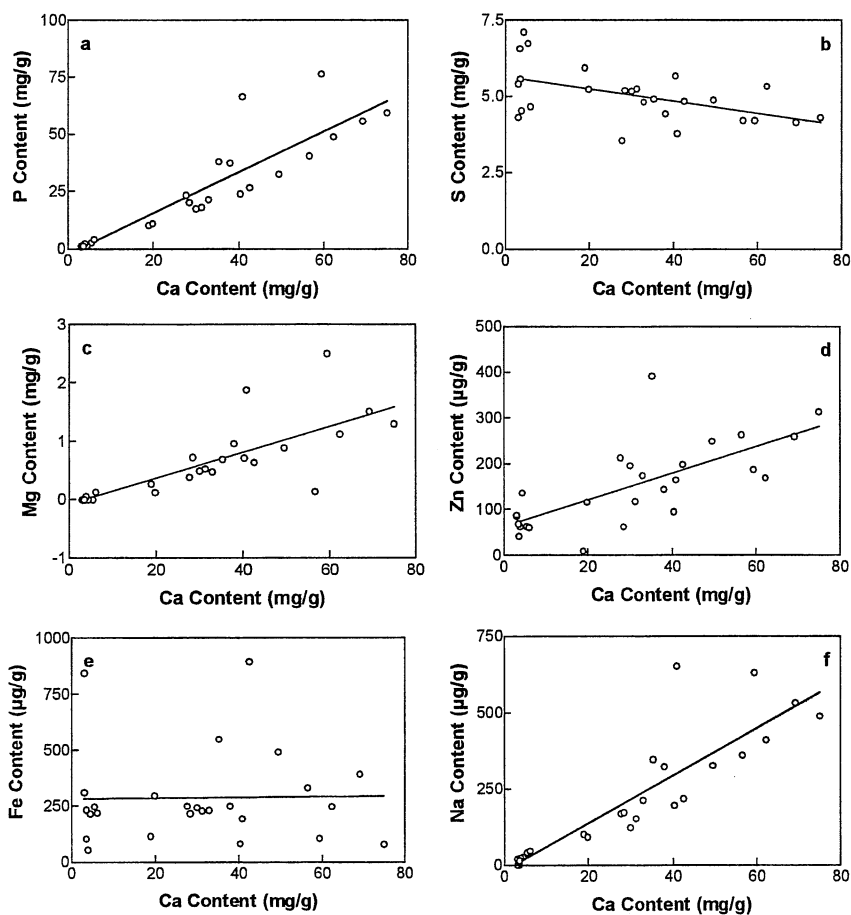 a
P Content (mg/g)
100
75
50
25
0
0 20 40 60 80
Ca Content (mg/g)
b
S Content (mg/g)
7.5
5.0
2.5
0.0
0 20 40 60 80
Ca Content (mg/g)
c
Mg Content (mg/g)
3
2
1
0
-1
0 20 40 60 80
Ca Content (mg/g)
d
Zn Content (µg/g)
500
400
300
200
100
0
0 20 40 60 80
Ca Content (mg/g)
e
Fe Content (µg/g)
1000
750
500
250
0
0 20 40 60 80
Ca Content (mg/g)
f
Na Content (µg/g)
750
500
250
0
0 20 40 60 80
Ca Content (mg/g)